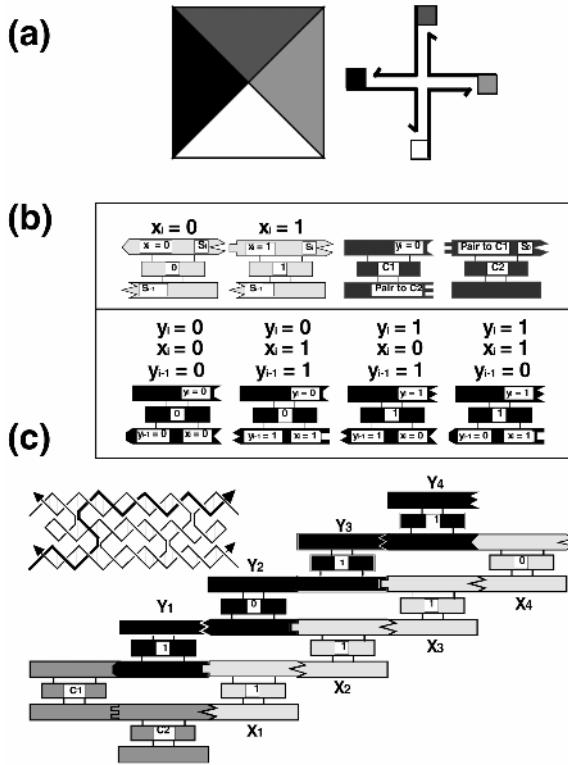 (a)
(b)
xᵢ = 0 xᵢ = 1
xᵢ = 0 Sᵢ xᵢ = 1 Sᵢ yᵢ = 0 Pair to C1 S₀
0 1 C1 C2
Sᵢ₋₁ Sᵢ₋₁ Pair to C2
yᵢ = 0 yᵢ = 0 yᵢ = 1 yᵢ = 1
xᵢ = 0 xᵢ = 1 xᵢ = 0 xᵢ = 1
yᵢ₋₁ = 0 yᵢ₋₁ = 1 yᵢ₋₁ = 1 yᵢ₋₁ = 0
yᵢ = 0 yᵢ = 0 yᵢ = 1 yᵢ = 1
0 0 1 1
yᵢ₋₁ = 0 xᵢ = 0 yᵢ₋₁ = 1 xᵢ = 1 yᵢ₋₁ = 1 xᵢ = 0 yᵢ₋₁ = 0 xᵢ = 1
(c)
Y4
1
Y3
1 0
Y2 X4
0 1
Y1 X3
1 1
X2
C1 1
X1
C2